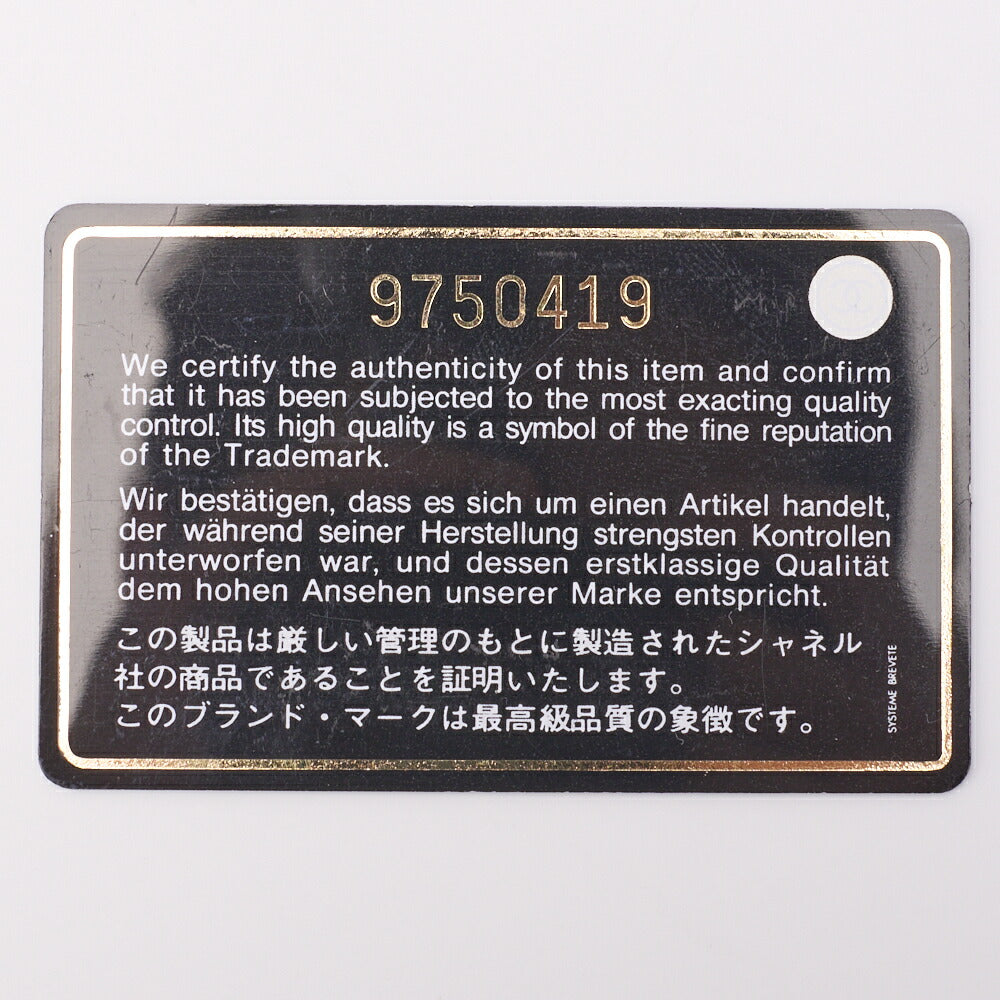 9750419
We certify the authenticity of this item and confirm
that it has been subjected to the most exacting quality
control. Its high quality is a symbol of the fine reputation
of the Trademark.
Wir bestätigen, dass es sich um einen Artikel handelt,
der während seiner Herstellung strengsten Kontrollen
unterworfen war, und dessen erstklassige Qualität
dem hohen Ansehen unserer Marke entspricht.
この製品は厳しい管理のもとに製造されたシャネル
社の商品であることを証明いたします。
このブランド・マークは最高級品質の象徴です。
SYSTEME BREVETE